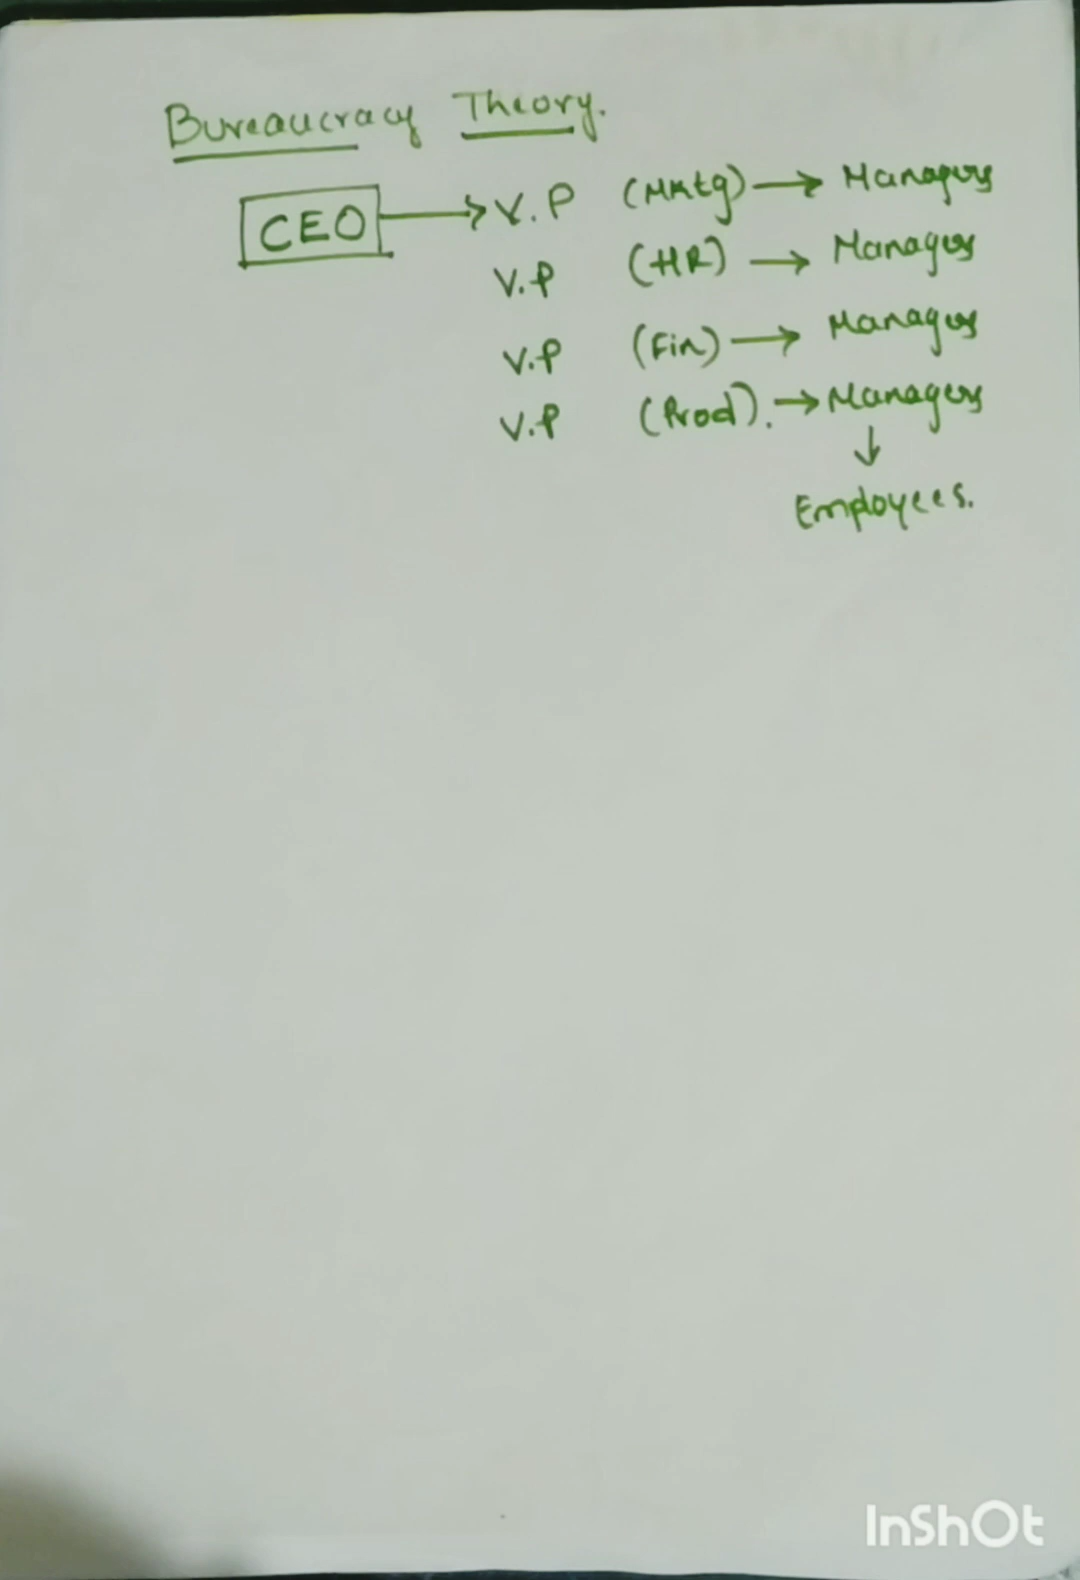 Bureaucracy Theory.
CEO → V.P (Mktg) → Managers
V.P (HR) → Managers
V.P (Fin) → Managers
V.P (Prod). → Managers
↓
Employees.
InShOt